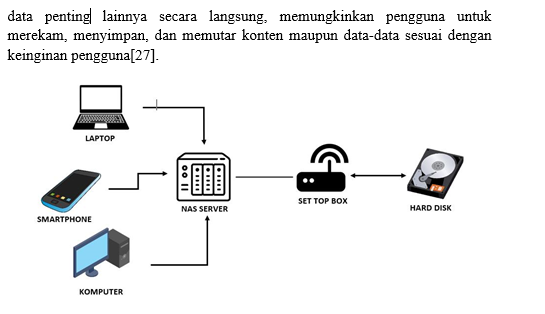 data penting lainnya secara langsung, memungkinkan pengguna untuk
merekam, menyimpan, dan memutar konten maupun data-data sesuai dengan
keinginan pengguna[27].
LAPTOP
SMARTPHONE
NAS SERVER
SET TOP BOX
HARD DISK
KOMPUTER